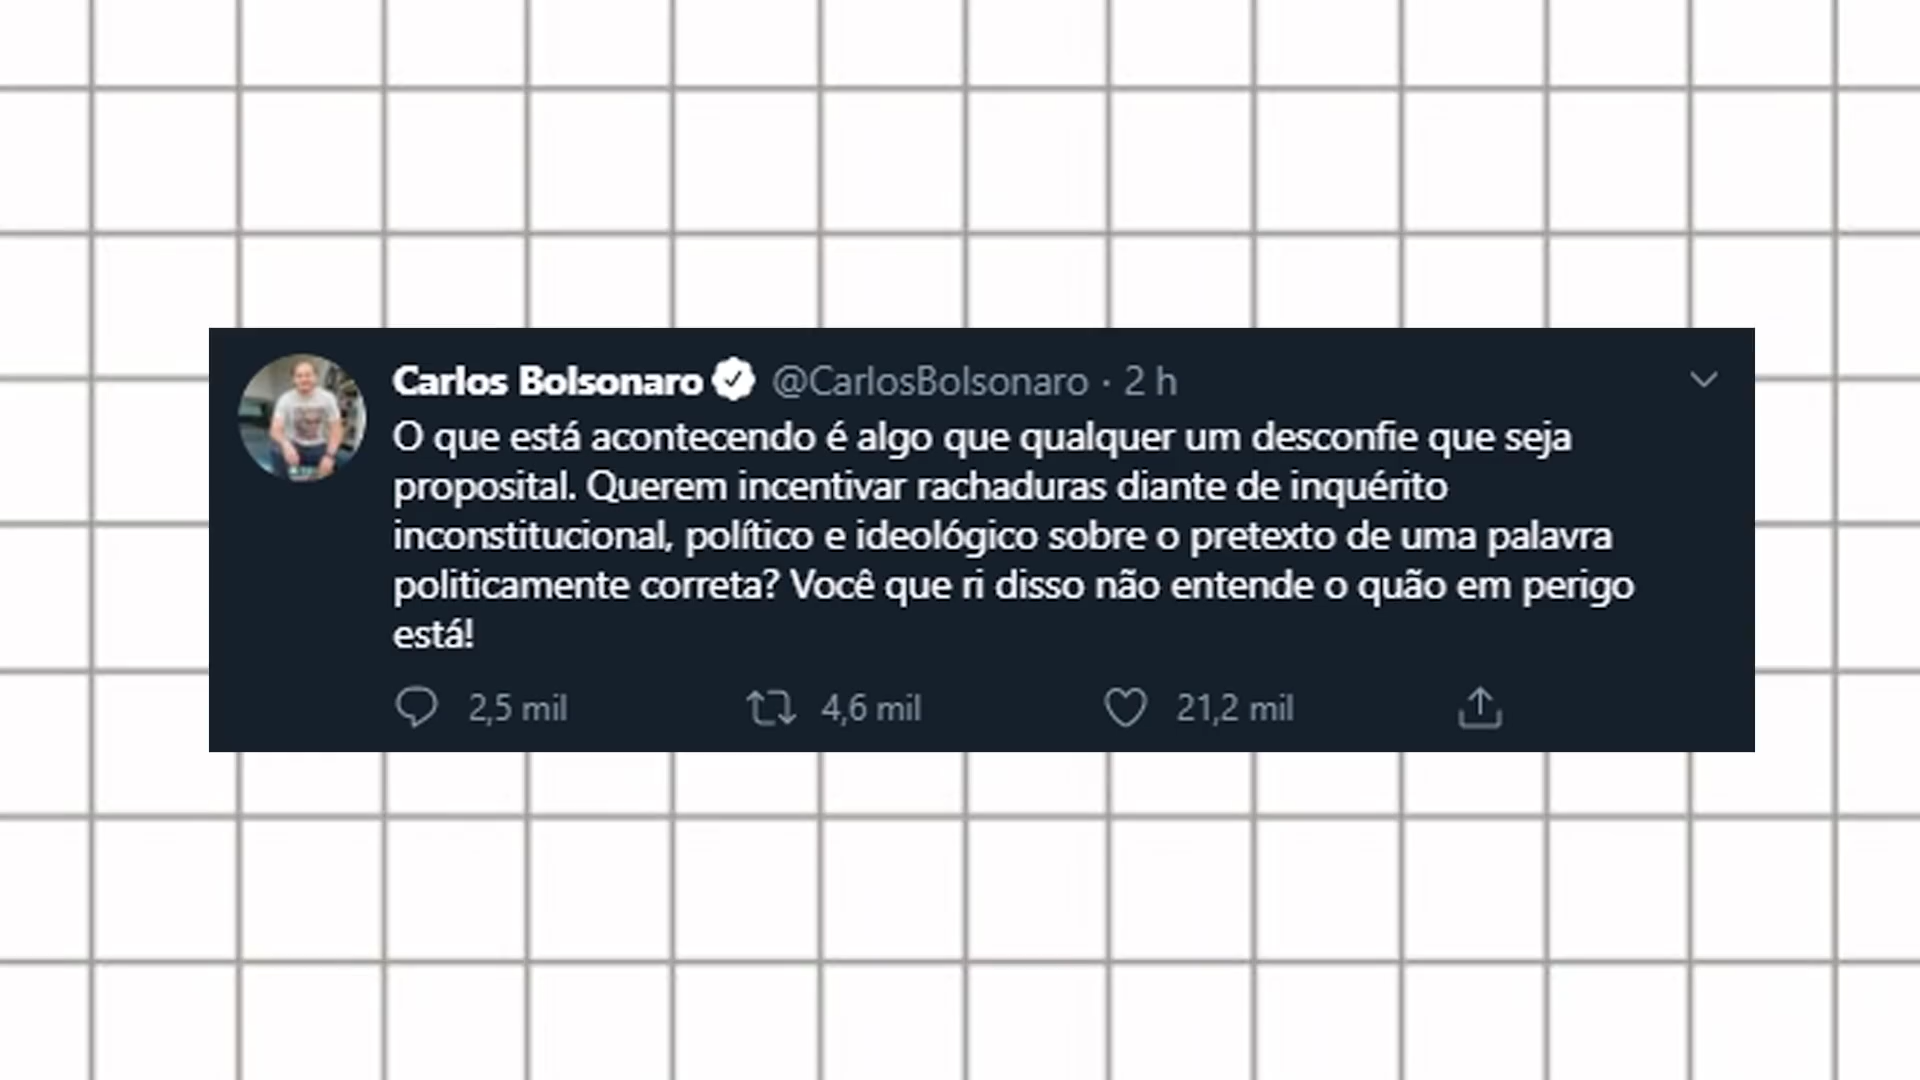 Carlos Bolsonaro @CarlosBolsonaro · 2 h
O que está acontecendo é algo que qualquer um desconfie que seja
proposital. Querem incentivar rachaduras diante de inquérito
inconstitucional, político e ideológico sobre o pretexto de uma palavra
politicamente correta? Você que ri disso não entende o quão em perigo
está!
2,5 mil 4,6 mil 21,2 mil